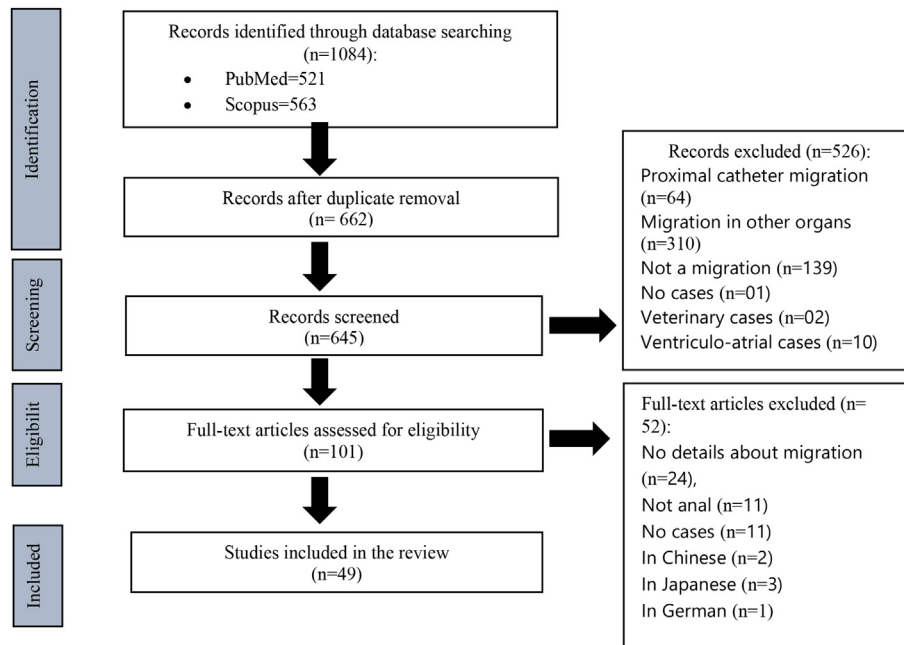 Identification
Records identified through database searching
(n=1084):
• PubMed=521
• Scopus=563
Records after duplicate removal
(n= 662)
Screening
Records screened
(n=645)
Records excluded (n=526):
Proximal catheter migration
(n=64)
Migration in other organs
(n=310)
Not a migration (n=139)
No cases (n=01)
Veterinary cases (n=02)
Ventriculo-atrial cases (n=10)
Eligibilit
Full-text articles assessed for eligibility
(n=101)
Full-text articles excluded (n=
52):
No details about migration
(n=24),
Not anal (n=11)
No cases (n=11)
In Chinese (n=2)
In Japanese (n=3)
In German (n=1)
Included
Studies included in the review
(n=49)